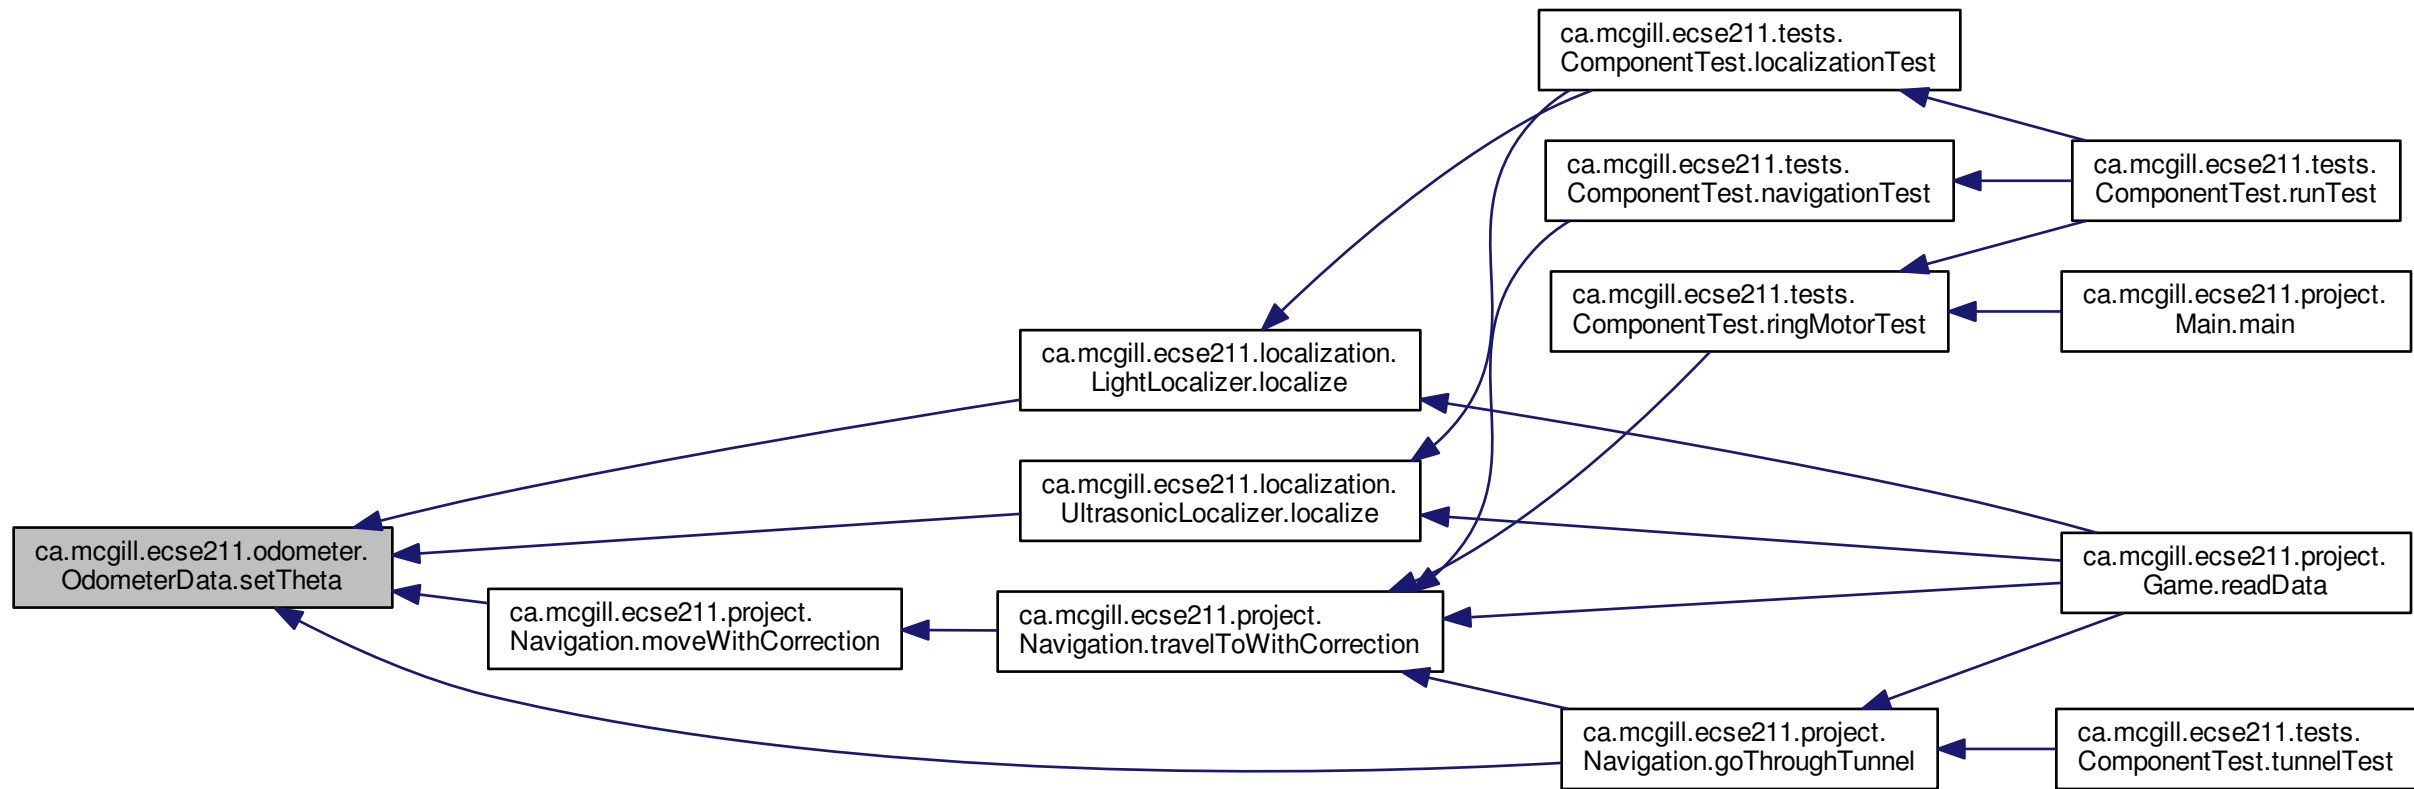 ca.mcgill.ecse211.tests.
ComponentTest.localizationTest
ca.mcgill.ecse211.tests.
ComponentTest.navigationTest
ca.mcgill.ecse211.tests.
ComponentTest.runTest
ca.mcgill.ecse211.tests.
ComponentTest.ringMotorTest
ca.mcgill.ecse211.project.
Main.main
ca.mcgill.ecse211.localization.
LightLocalizer.localize
ca.mcgill.ecse211.localization.
UltrasonicLocalizer.localize
ca.mcgill.ecse211.odometer.
OdometerData.setTheta
ca.mcgill.ecse211.project.
Navigation.moveWithCorrection
ca.mcgill.ecse211.project.
Navigation.travelToWithCorrection
ca.mcgill.ecse211.project.
Game.readData
ca.mcgill.ecse211.project.
Navigation.goThroughTunnel
ca.mcgill.ecse211.tests.
ComponentTest.tunnelTest